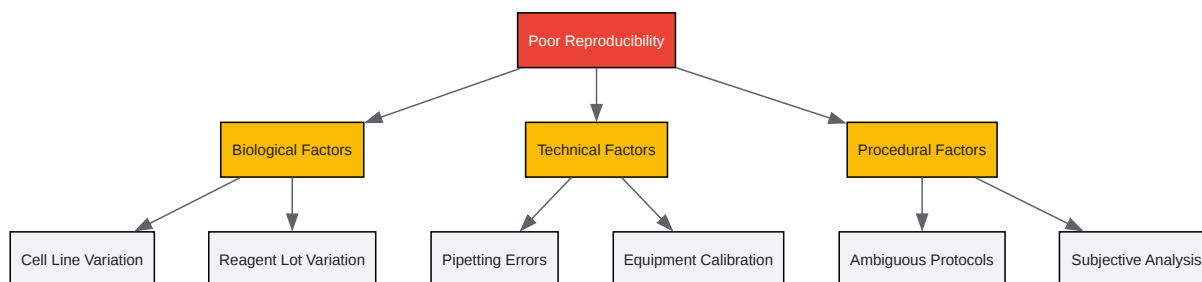 Poor Reproducibility
Biological Factors
Technical Factors
Procedural Factors
Cell Line Variation
Reagent Lot Variation
Pipetting Errors
Equipment Calibration
Ambiguous Protocols
Subjective Analysis